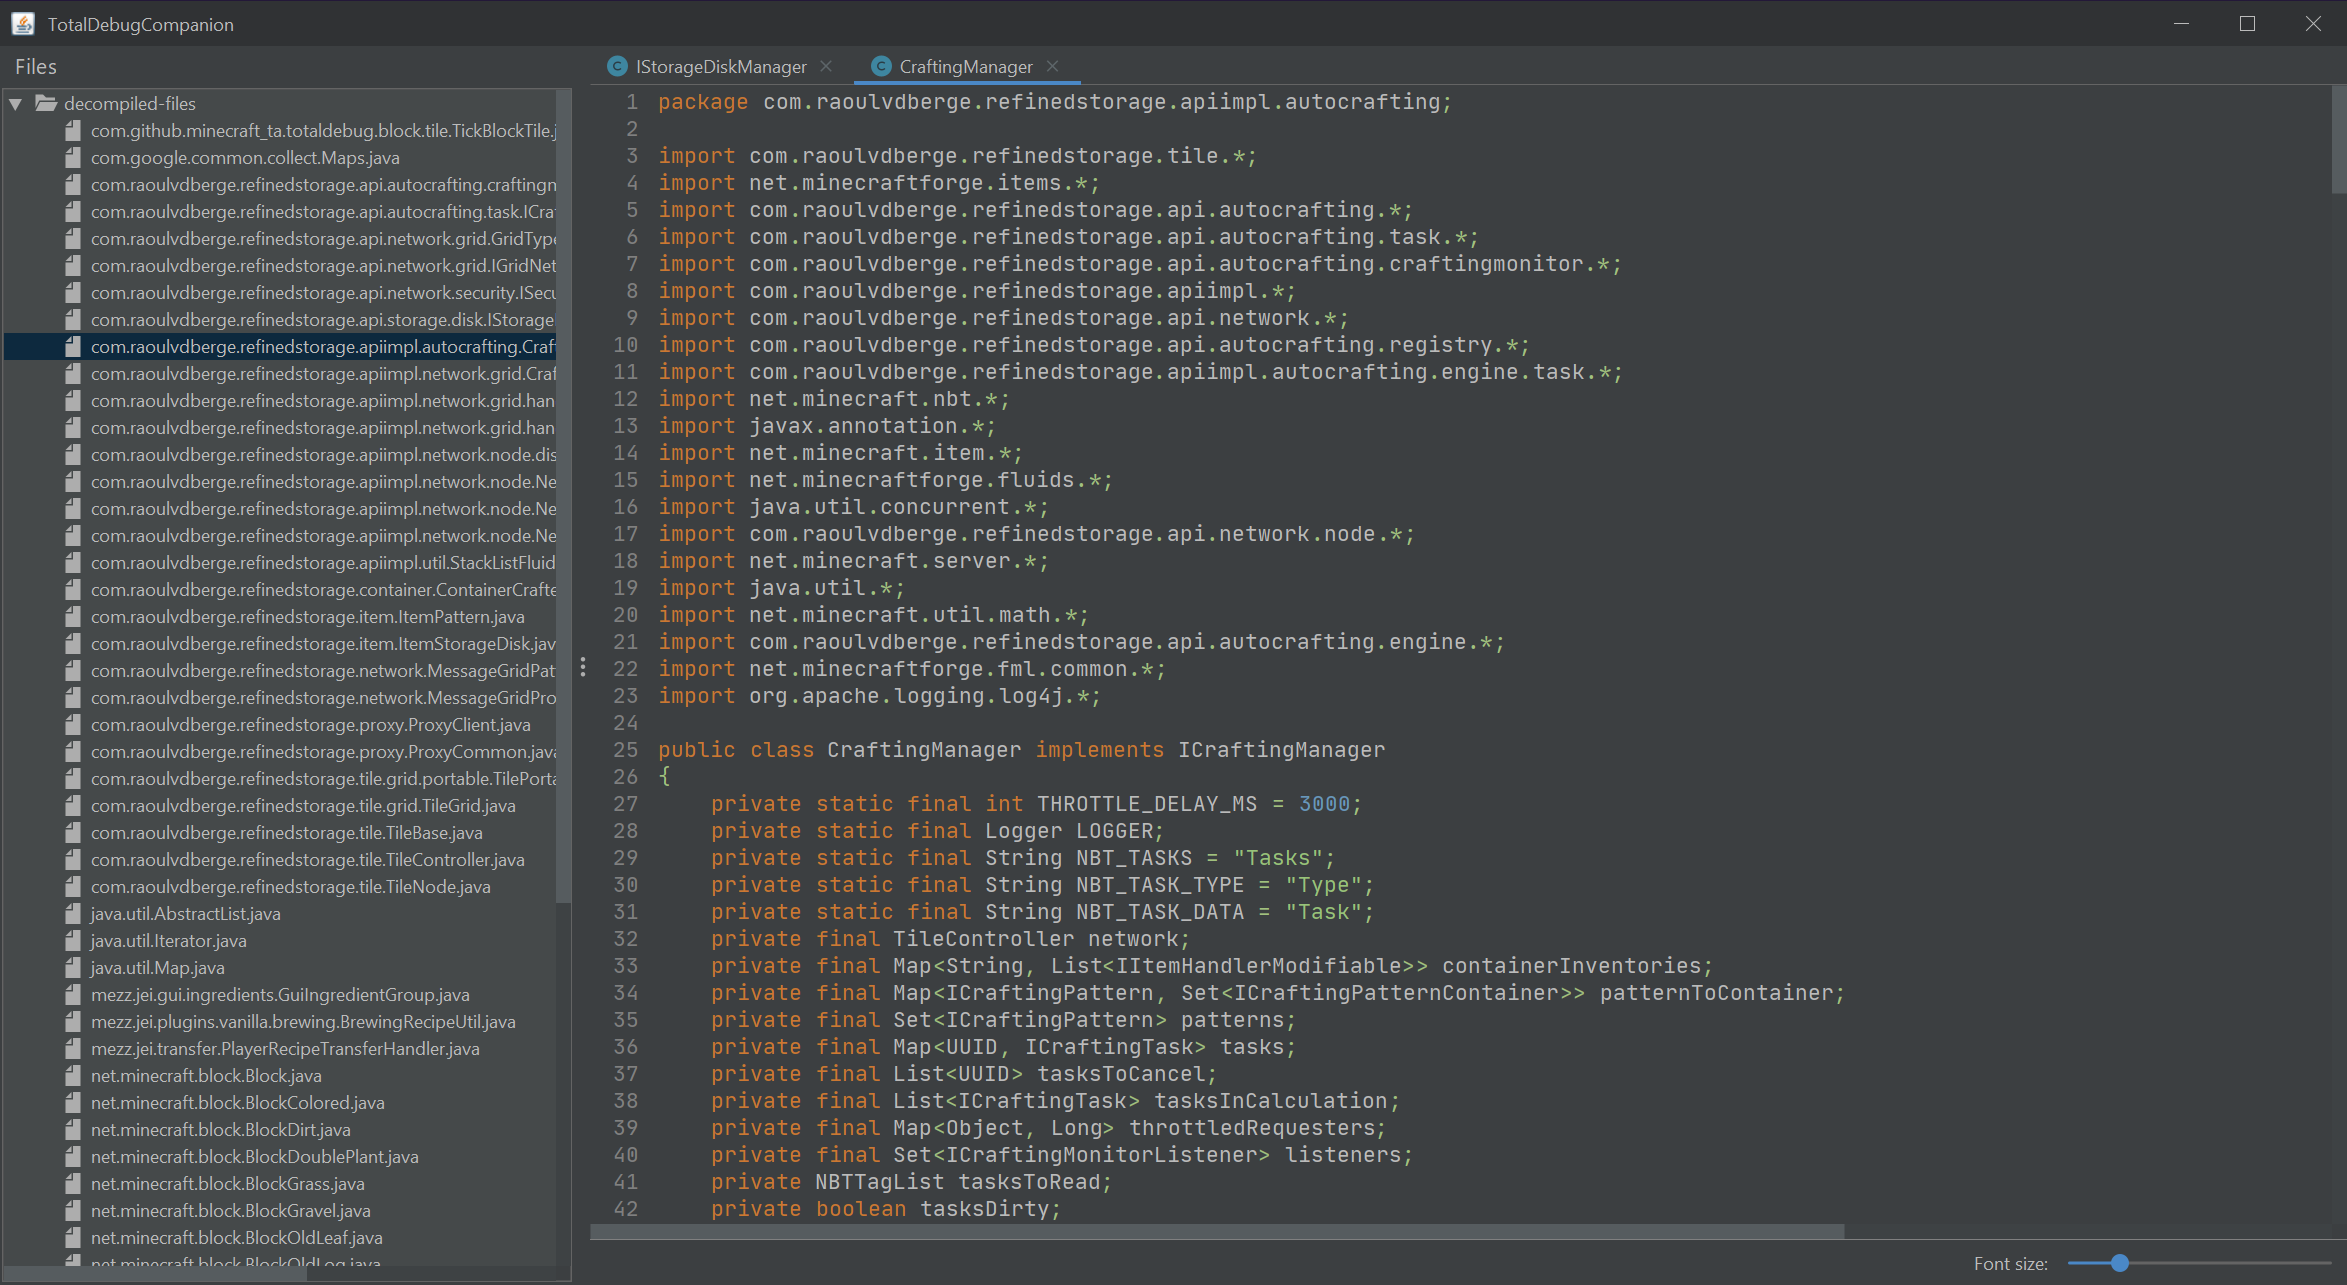 TotalDebugCompanion
Files
decompiled-files
com.github.minecraft_ta.totaldebug.block.tile.TickBlockTile.j
com.google.common.collect.Maps.java
com.raoulvdberge.refinedstorage.api.autocrafting.craftingm
com.raoulvdberge.refinedstorage.api.autocrafting.task.ICraf
com.raoulvdberge.refinedstorage.api.network.grid.GridType
com.raoulvdberge.refinedstorage.api.network.grid.IGridNet
com.raoulvdberge.refinedstorage.api.network.security.ISecu
com.raoulvdberge.refinedstorage.api.storage.disk.IStorage
com.raoulvdberge.refinedstorage.apiimpl.autocrafting.Craft
com.raoulvdberge.refinedstorage.apiimpl.network.grid.Craf
com.raoulvdberge.refinedstorage.apiimpl.network.grid.han
com.raoulvdberge.refinedstorage.apiimpl.network.grid.han
com.raoulvdberge.refinedstorage.apiimpl.network.node.dis
com.raoulvdberge.refinedstorage.apiimpl.network.node.Ne
com.raoulvdberge.refinedstorage.apiimpl.network.node.Ne
com.raoulvdberge.refinedstorage.apiimpl.network.node.Ne
com.raoulvdberge.refinedstorage.apiimpl.util.StackListFluid
com.raoulvdberge.refinedstorage.container.ContainerCrafte
com.raoulvdberge.refinedstorage.item.ItemPattern.java
com.raoulvdberge.refinedstorage.item.ItemStorageDisk.jav
com.raoulvdberge.refinedstorage.network.MessageGridPat
com.raoulvdberge.refinedstorage.network.MessageGridPro
com.raoulvdberge.refinedstorage.proxy.ProxyClient.java
com.raoulvdberge.refinedstorage.proxy.ProxyCommon.java
com.raoulvdberge.refinedstorage.tile.grid.portable.TilePorta
com.raoulvdberge.refinedstorage.tile.grid.TileGrid.java
com.raoulvdberge.refinedstorage.tile.TileBase.java
com.raoulvdberge.refinedstorage.tile.TileController.java
com.raoulvdberge.refinedstorage.tile.TileNode.java
java.util.AbstractList.java
java.util.Iterator.java
java.util.Map.java
mezz.jei.gui.ingredients.GuiIngredientGroup.java
mezz.jei.plugins.vanilla.brewing.BrewingRecipeUtil.java
mezz.jei.transfer.PlayerRecipeTransferHandler.java
net.minecraft.block.Block.java
net.minecraft.block.BlockColored.java
net.minecraft.block.BlockDirt.java
net.minecraft.block.BlockDoublePlant.java
net.minecraft.block.BlockGrass.java
net.minecraft.block.BlockGravel.java
net.minecraft.block.BlockOldLeaf.java
net.minecraft.block.BlockOldLog.java
C IStorageDiskManager
C CraftingManager
1 package com.raoulvdberge.refinedstorage.apiimpl.autocrafting;
2
3 import com.raoulvdberge.refinedstorage.tile.*;
4 import net.minecraftforge.items.*;
5 import com.raoulvdberge.refinedstorage.api.autocrafting.*;
6 import com.raoulvdberge.refinedstorage.api.autocrafting.task.*;
7 import com.raoulvdberge.refinedstorage.api.autocrafting.craftingmonitor.*;
8 import com.raoulvdberge.refinedstorage.apiimpl.*;
9 import com.raoulvdberge.refinedstorage.api.network.*;
10 import com.raoulvdberge.refinedstorage.api.autocrafting.registry.*;
11 import com.raoulvdberge.refinedstorage.apiimpl.autocrafting.engine.task.*;
12 import net.minecraft.nbt.*;
13 import javax.annotation.*;
14 import net.minecraft.item.*;
15 import net.minecraftforge.fluids.*;
16 import java.util.concurrent.*;
17 import com.raoulvdberge.refinedstorage.api.network.node.*;
18 import net.minecraft.server.*;
19 import java.util.*;
20 import net.minecraft.util.math.*;
21 import com.raoulvdberge.refinedstorage.api.autocrafting.engine.*;
22 import net.minecraftforge.fml.common.*;
23 import org.apache.logging.log4j.*;
24
25 public class CraftingManager implements ICraftingManager
26 {
27 private static final int THROTTLE_DELAY_MS = 3000;
28 private static final Logger LOGGER;
29 private static final String NBT_TASKS = "Tasks";
30 private static final String NBT_TASK_TYPE = "Type";
31 private static final String NBT_TASK_DATA = "Task";
32 private final TileController network;
33 private final Map<String, List<IItemHandlerModifiable>> containerInventories;
34 private final Map<ICraftingPattern, Set<ICraftingPatternContainer>> patternToContainer;
35 private final Set<ICraftingPattern> patterns;
36 private final Map<UUID, ICraftingTask> tasks;
37 private final List<UUID> tasksToCancel;
38 private final List<ICraftingTask> tasksInCalculation;
39 private final Map<Object, Long> throttledRequesters;
40 private final Set<ICraftingMonitorListener> listeners;
41 private NBTTagList tasksToRead;
42 private boolean tasksDirty;
Font size: